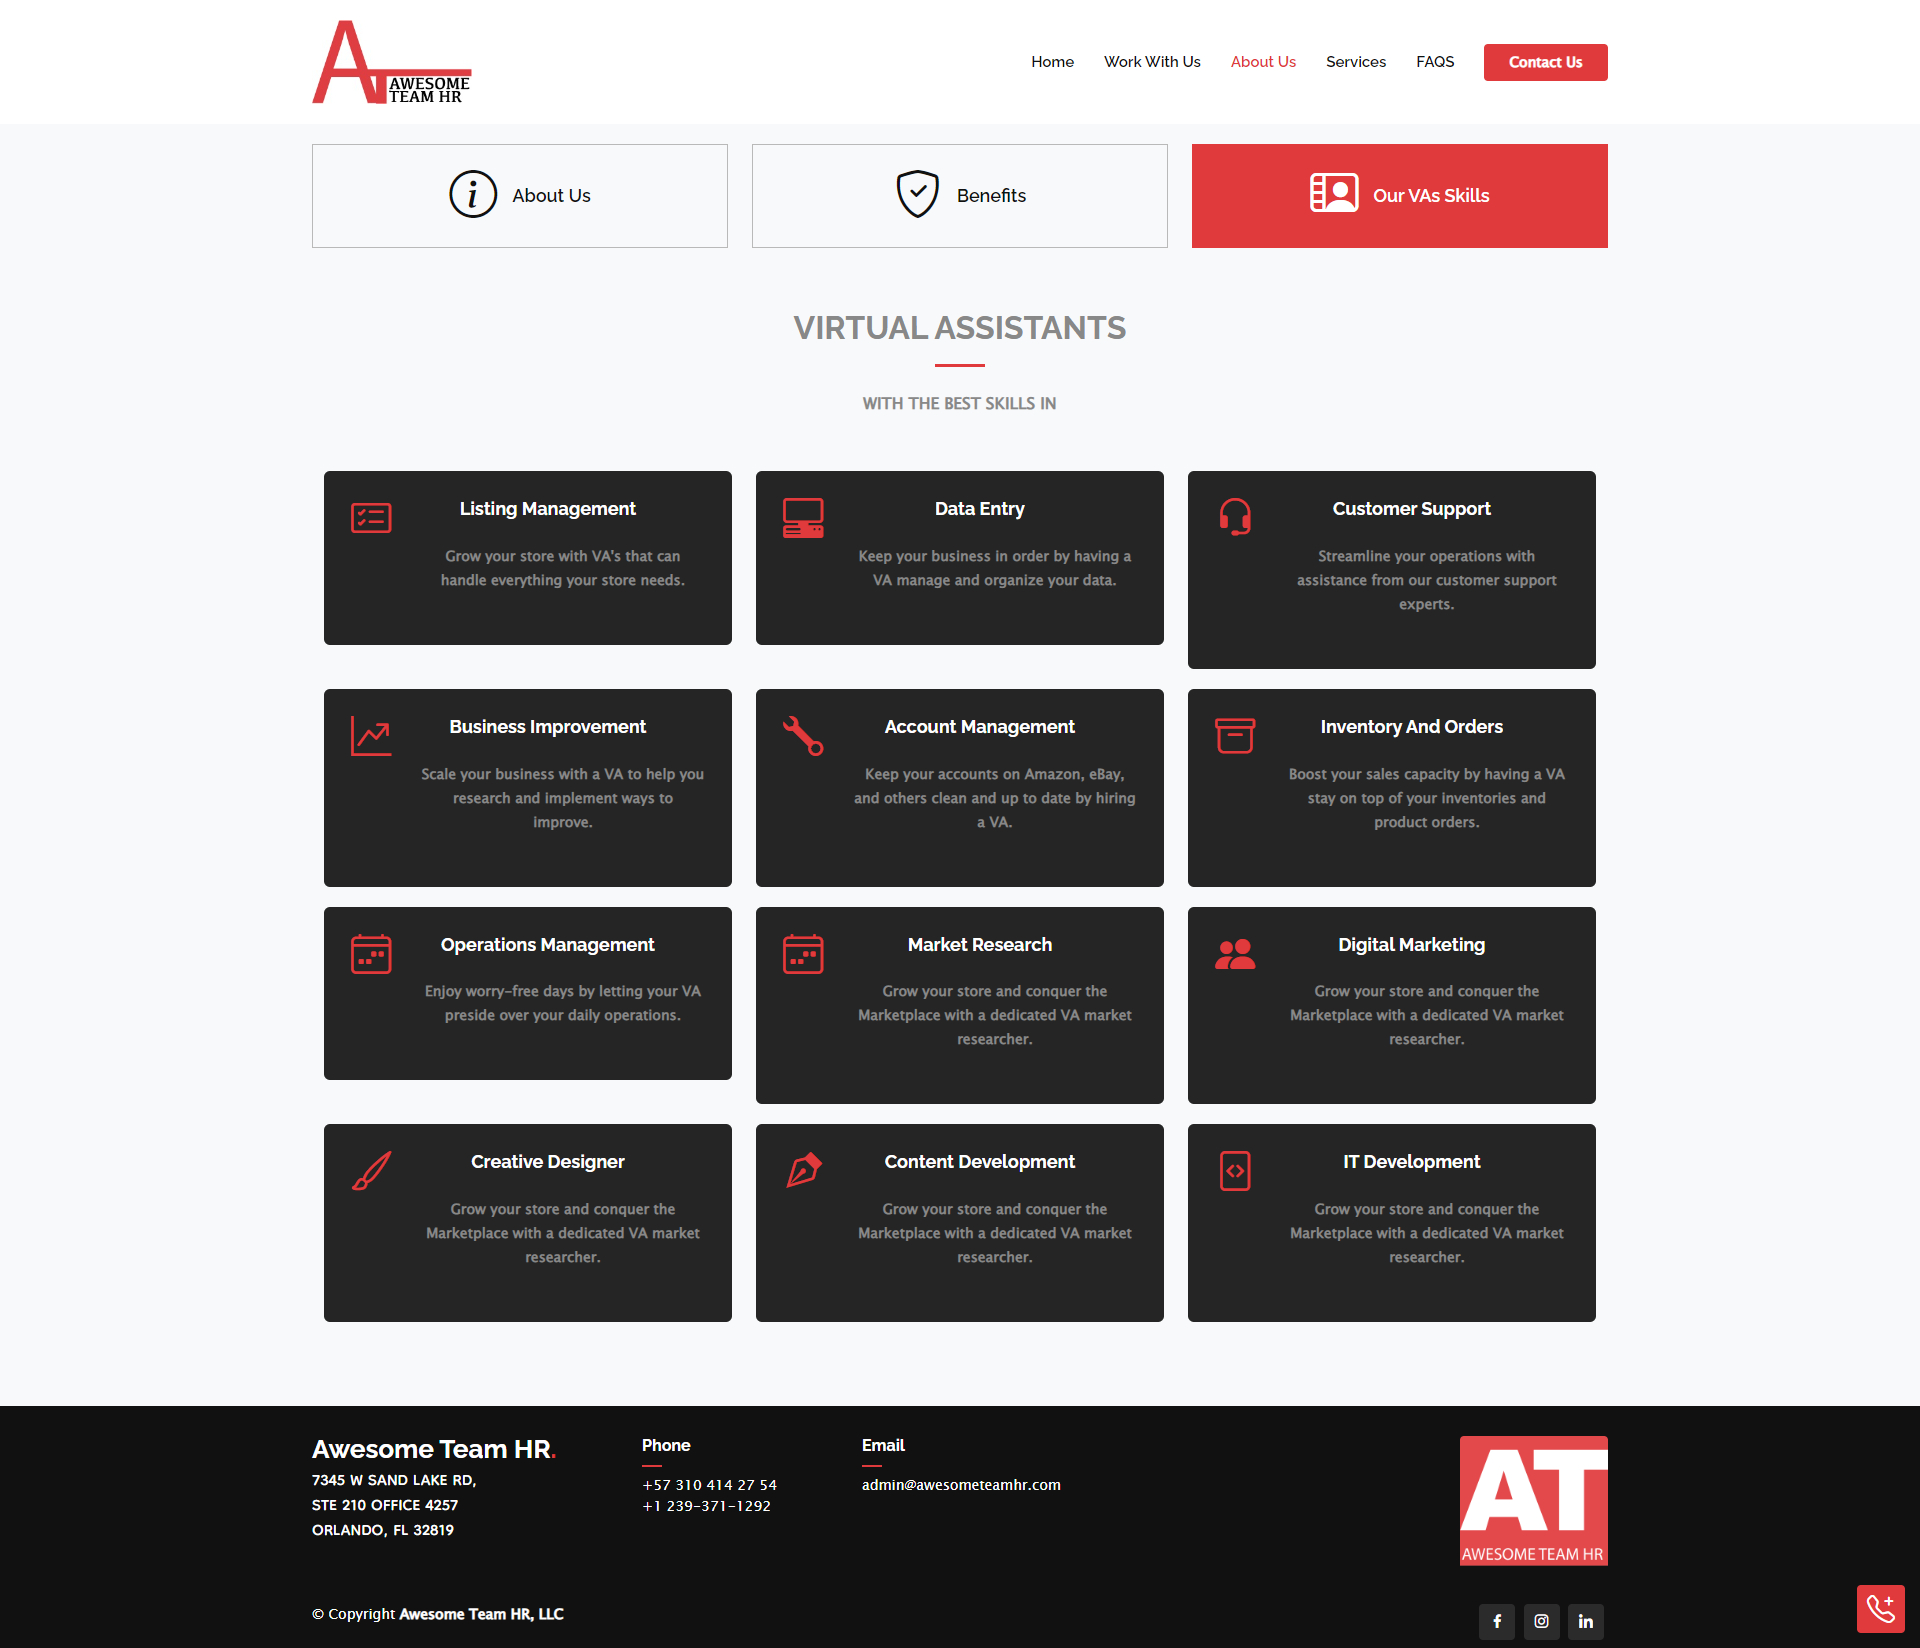 AWESOME
TEAM HR
Home
Work With Us
About Us
Services
FAQS
Contact Us
About Us
Benefits
Our VAs Skills
VIRTUAL ASSISTANTS
WITH THE BEST SKILLS IN
Listing Management
Grow your store with VA's that can
handle everything your store needs.
Data Entry
Keep your business in order by having a
VA manage and organize your data.
Customer Support
Streamline your operations with
assistance from our customer support
experts.
Business Improvement
Scale your business with a VA to help you
research and implement ways to
improve.
Account Management
Keep your accounts on Amazon, eBay,
and others clean and up to date by hiring
a VA.
Inventory And Orders
Boost your sales capacity by having a VA
stay on top of your inventories and
product orders.
Operations Management
Enjoy worry-free days by letting your VA
preside over your daily operations.
Market Research
Grow your store and conquer the
Marketplace with a dedicated VA market
researcher.
Digital Marketing
Grow your store and conquer the
Marketplace with a dedicated VA market
researcher.
Creative Designer
Grow your store and conquer the
Marketplace with a dedicated VA market
researcher.
Content Development
Grow your store and conquer the
Marketplace with a dedicated VA market
researcher.
IT Development
Grow your store and conquer the
Marketplace with a dedicated VA market
researcher.
Awesome Team HR.
7345 W SAND LAKE RD,
STE 210 OFFICE 4257
ORLANDO, FL 32819
Phone
+57 310 414 27 54
+1 239-371-1292
Email
admin@awesometeamhr.com
AT
AWESOME TEAM HR
© Copyright Awesome Team HR, LLC